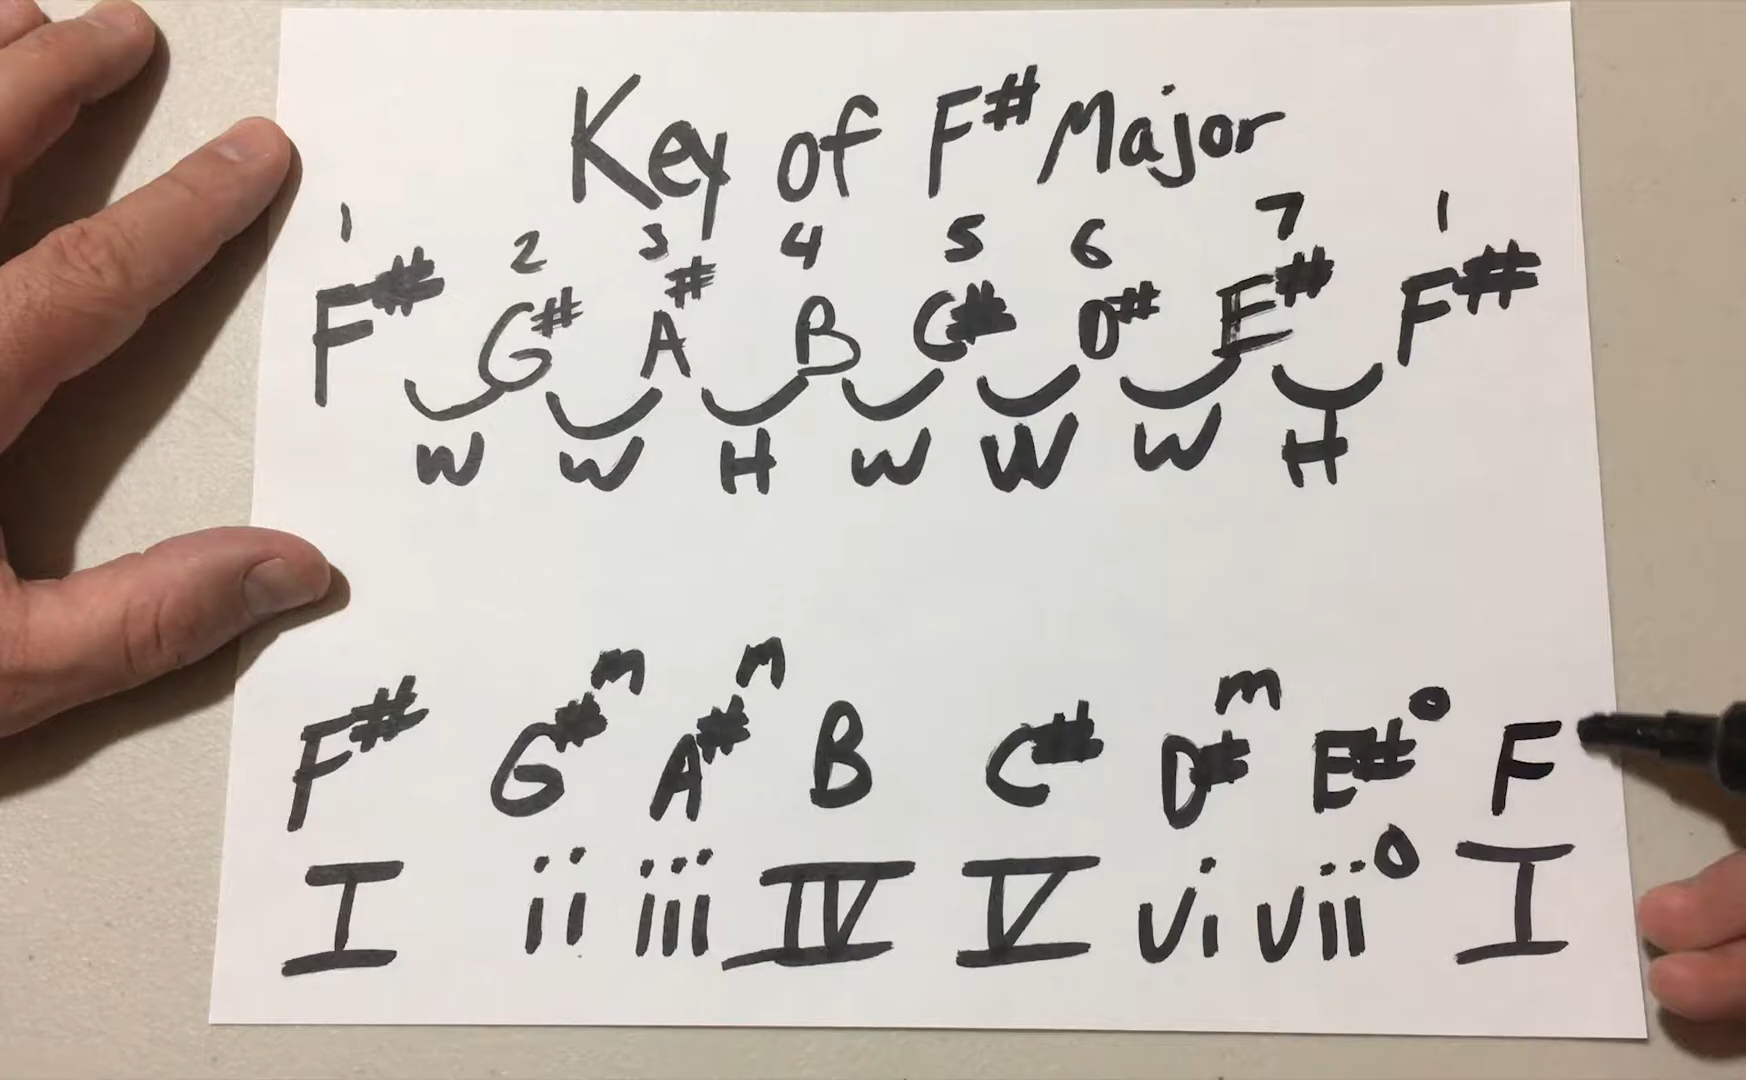 Key of F# Major
1 2 3 4 5 6 7 1
F# G# A# B C# D# E# F#
W W H W W W H
F# G#m A#m B C# D#m E#° F
I ii iii IV V vi vii° I